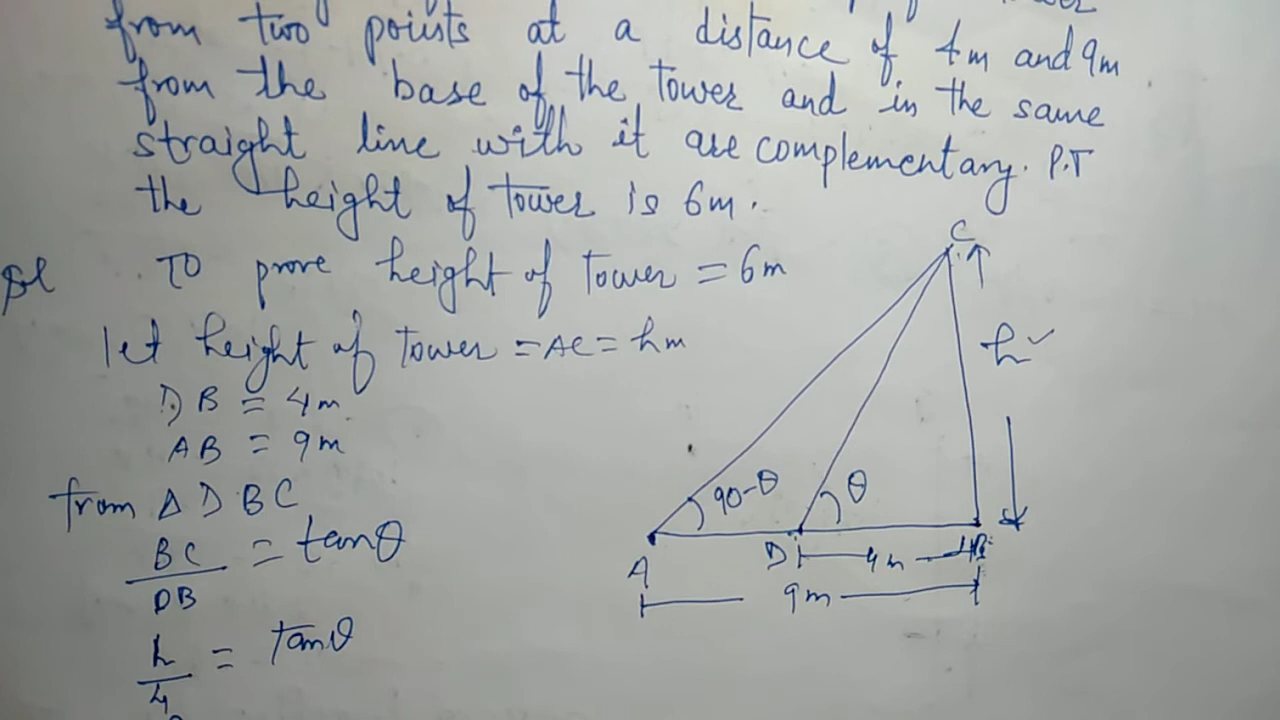 from two points at a distance of 4m and 9m
from the base of the tower and in the same
straight line with it are complementary. P.T
the height of tower is 6m.
Sol To prove height of tower = 6m
let height of tower = AC = hm
DB = 4m
AB = 9m
from Δ DBC
BC
DB
= tanθ
h
4
= tanθ
C
h
90-θ
θ
A
D
4m
9m